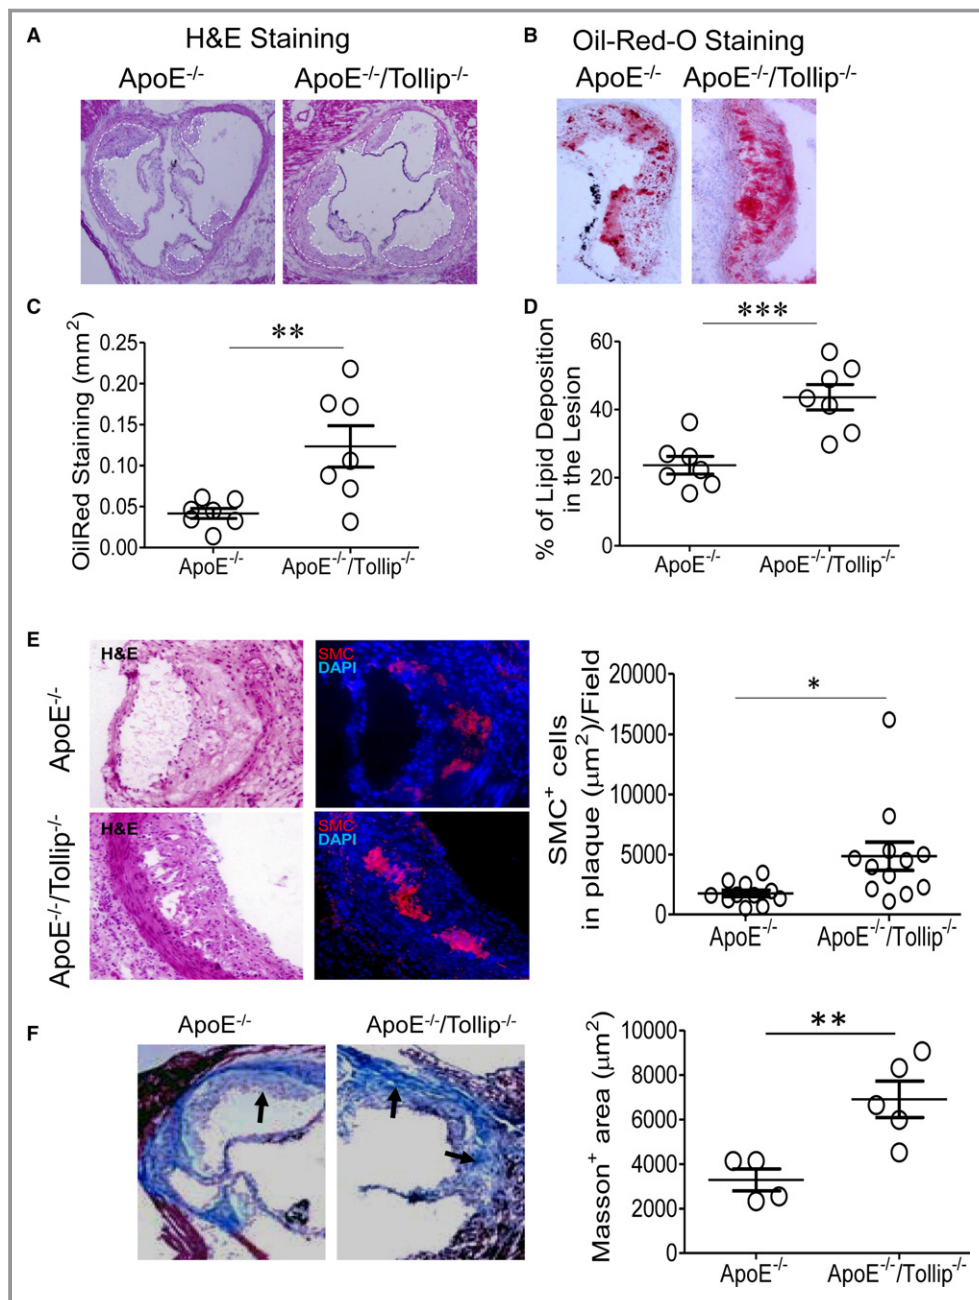 A
H&E Staining
ApoE⁻/⁻
ApoE⁻/⁻/Tollip⁻/⁻
B
Oil-Red-O Staining
ApoE⁻/⁻
ApoE⁻/⁻/Tollip⁻/⁻
C
OilRed Staining (mm²)
0.25
0.20
0.15
0.10
0.05
0.00
**
ApoE⁻/⁻
ApoE⁻/⁻/Tollip⁻/⁻
D
% of Lipid Deposition
in the Lesion
60
40
20
0
***
ApoE⁻/⁻
ApoE⁻/⁻/Tollip⁻/⁻
E
ApoE⁻/⁻
H&E
SMC
DAPI
ApoE⁻/⁻/Tollip⁻/⁻
H&E
SMC
DAPI
SMC⁺ cells
in plaque (μm²)/Field
20000
15000
10000
5000
0
*
ApoE⁻/⁻
ApoE⁻/⁻/Tollip⁻/⁻
F
ApoE⁻/⁻
ApoE⁻/⁻/Tollip⁻/⁻
Masson⁺ area (μm²)
10000
8000
6000
4000
2000
0
**
ApoE⁻/⁻
ApoE⁻/⁻/Tollip⁻/⁻